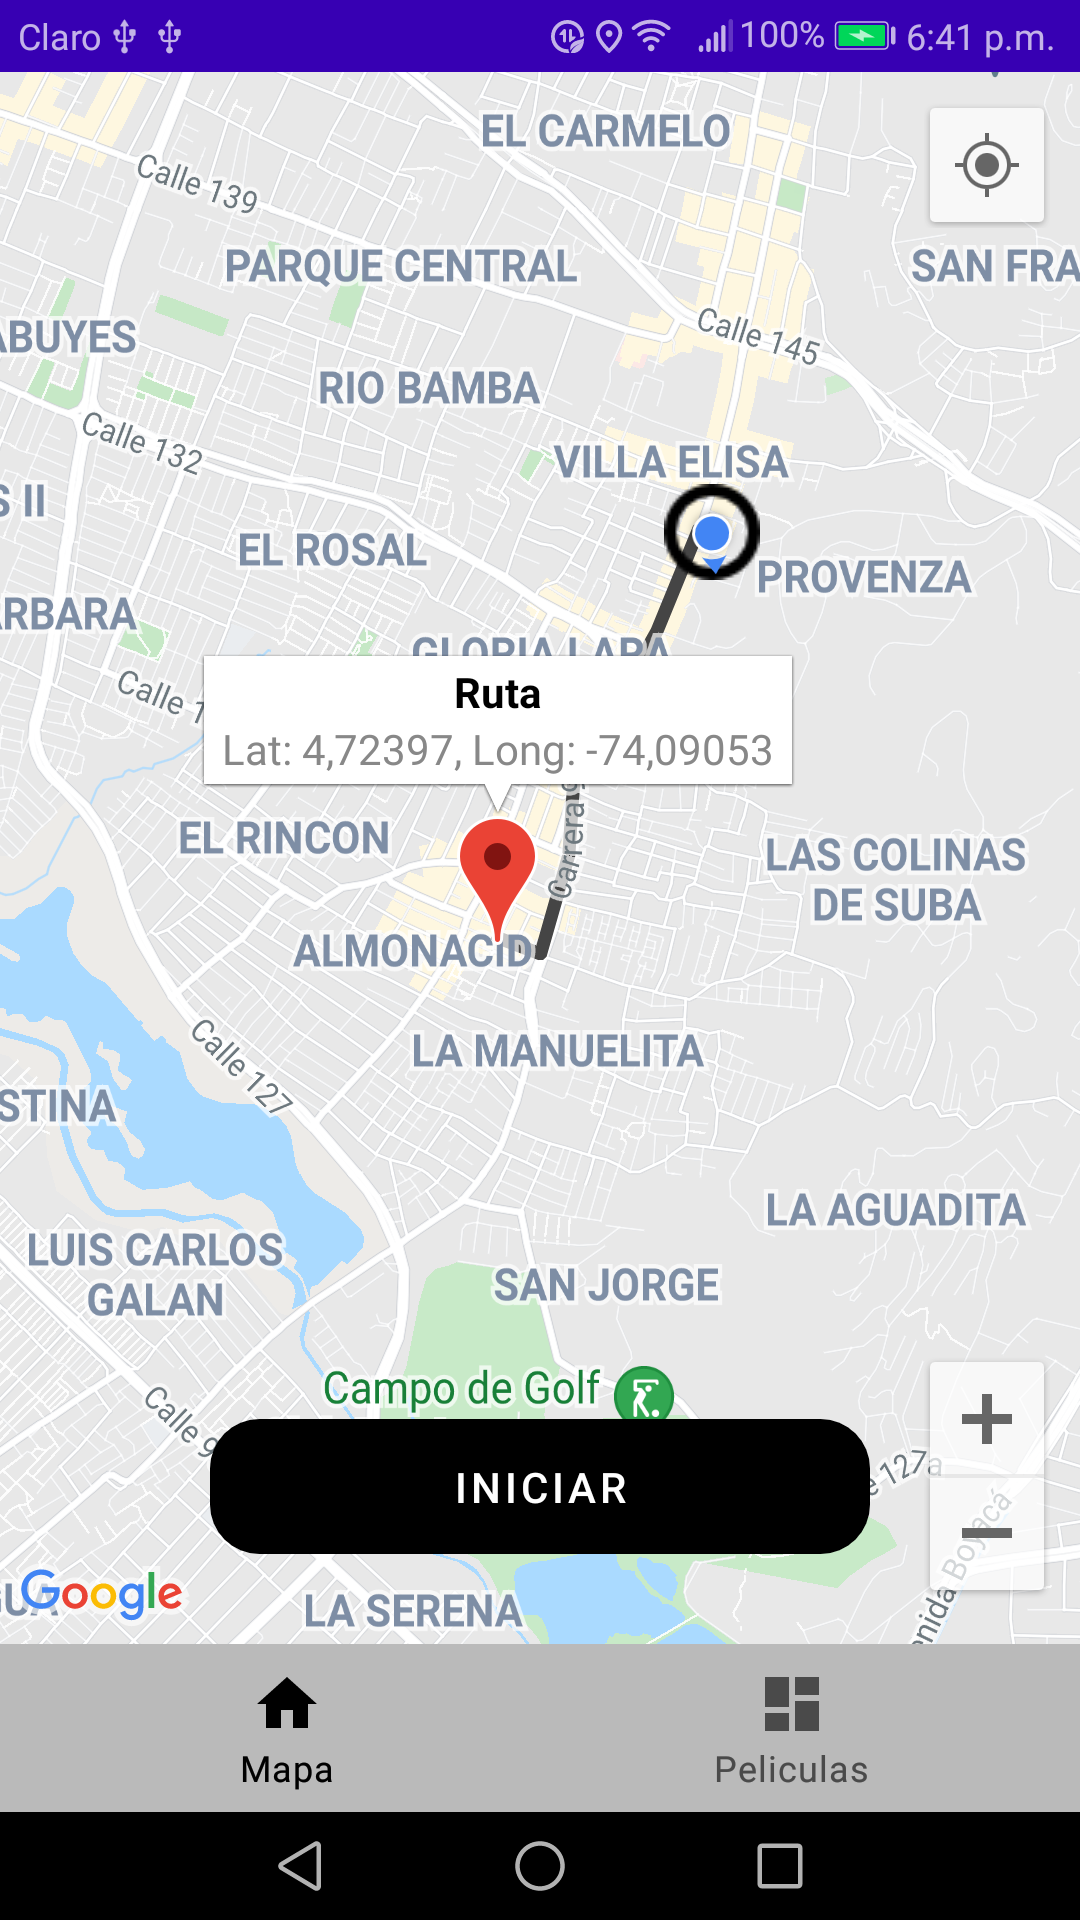 Claro
100%
6:41 p.m.
EL CARMELO
Calle 139
PARQUE CENTRAL
SAN FRA
ABUYES
Calle 145
RIO BAMBA
Calle 132
VILLA ELISA
S II
EL ROSAL
PROVENZA
RBARA
GLORIA LARA
Calle 1
Ruta
Lat: 4,72397, Long: -74,09053
Carrera
EL RINCON
LAS COLINAS
DE SUBA
ALMONACID
LA MANUELITA
Calle 127
STINA
LA AGUADITA
LUIS CARLOS
GALAN
SAN JORGE
Campo de Golf
Calle 9
e 127a
INICIAR
enida Boyacá
GUA
Google
LA SERENA
Mapa
Peliculas